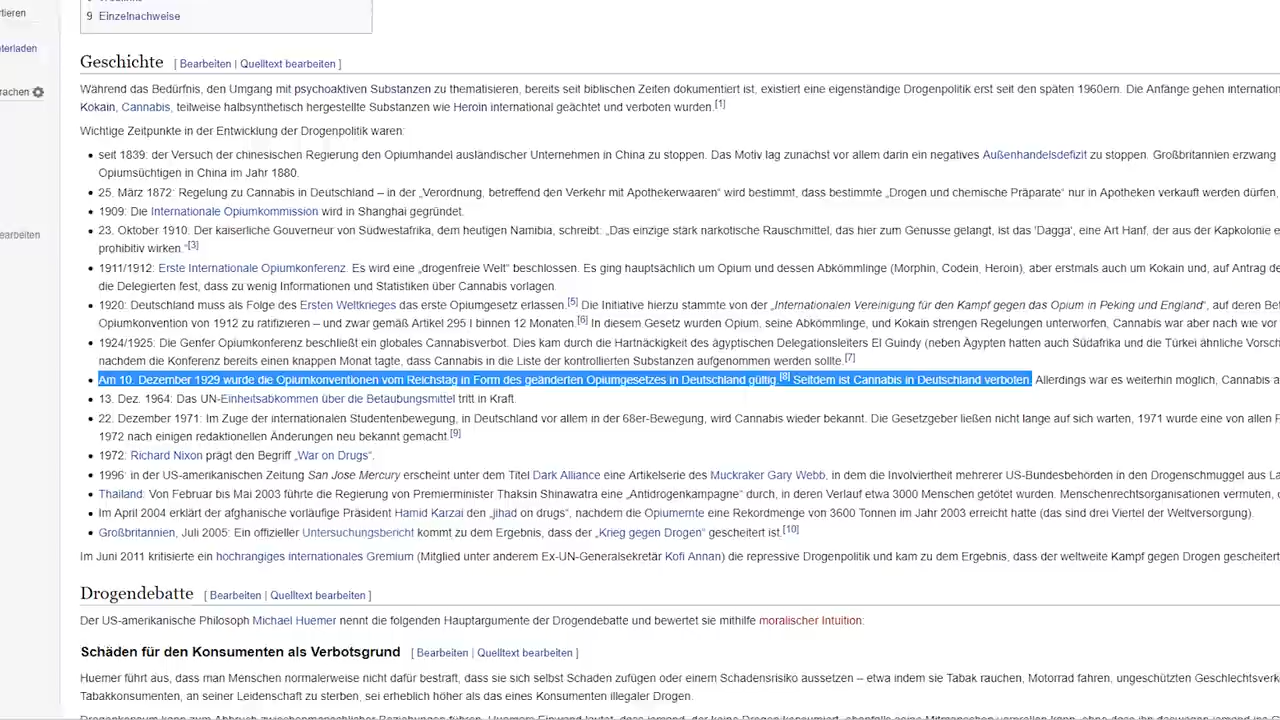 rtieren
9 Einzelnachweise
terladen
rachen
earbeiten
Geschichte [ Bearbeiten | Quelltext bearbeiten ]
Während das Bedürfnis, den Umgang mit psychoaktiven Substanzen zu thematisieren, bereits seit biblischen Zeiten dokumentiert ist, existiert eine eigenständige Drogenpolitik erst seit den späten 1960ern. Die Anfänge gehen internation
Kokain, Cannabis, teilweise halbsynthetisch hergestellte Substanzen wie Heroin international geächtet und verboten wurden.[1]
Wichtige Zeitpunkte in der Entwicklung der Drogenpolitik waren:
seit 1839: der Versuch der chinesischen Regierung den Opiumhandel ausländischer Unternehmen in China zu stoppen. Das Motiv lag zunächst vor allem darin ein negatives Außenhandelsdefizit zu stoppen. Großbritannien erzwang
Opiumsüchtigen in China im Jahr 1880.
25. März 1872: Regelung zu Cannabis in Deutschland – in der „Verordnung, betreffend den Verkehr mit Apothekerwaaren“ wird bestimmt, dass bestimmte „Drogen und chemische Präparate“ nur in Apotheken verkauft werden dürfen,
1909: Die Internationale Opiumkommission wird in Shanghai gegründet.
23. Oktober 1910: Der kaiserliche Gouverneur von Südwestafrika, dem heutigen Namibia, schreibt: „Das einzige stark narkotische Rauschmittel, das hier zum Genusse gelangt, ist das 'Dagga', eine Art Hanf, der aus der Kapkolonie e
prohibitiv wirken.“[3]
1911/1912: Erste Internationale Opiumkonferenz. Es wird eine „drogenfreie Welt“ beschlossen. Es ging hauptsächlich um Opium und dessen Abkömmlinge (Morphin, Codein, Heroin), aber erstmals auch um Kokain und, auf Antrag de
die Delegierten fest, dass zu wenig Informationen und Statistiken über Cannabis vorlagen.
1920: Deutschland muss als Folge des Ersten Weltkrieges das erste Opiumgesetz erlassen.[5] Die Initiative hierzu stammte von der „Internationalen Vereinigung für den Kampf gegen das Opium in Peking und England“, auf deren Bet
Opiumkonvention von 1912 zu ratifizieren – und zwar gemäß Artikel 295 I binnen 12 Monaten.[6] In diesem Gesetz wurden Opium, seine Abkömmlinge, und Kokain strengen Regelungen unterworfen, Cannabis war aber nach wie vor
1924/1925: Die Genfer Opiumkonferenz beschließt ein globales Cannabisverbot. Dies kam durch die Hartnäckigkeit des ägyptischen Delegationsleiters El Guindy (neben Ägypten hatten auch Südafrika und die Türkei ähnliche Vorsch
nachdem die Konferenz bereits einen knappen Monat tagte, dass Cannabis in die Liste der kontrollierten Substanzen aufgenommen werden sollte.[7]
Am 10. Dezember 1929 wurde die Opiumkonventionen vom Reichstag in Form des geänderten Opiumgesetzes in Deutschland gültig.[8] Seitdem ist Cannabis in Deutschland verboten. Allerdings war es weiterhin möglich, Cannabis a
13. Dez. 1964: Das UN-Einheitsabkommen über die Betäubungsmittel tritt in Kraft.
22. Dezember 1971: Im Zuge der internationalen Studentenbewegung, in Deutschland vor allem in der 68er-Bewegung, wird Cannabis wieder bekannt. Die Gesetzgeber ließen nicht lange auf sich warten, 1971 wurde eine von allen F
1972 nach einigen redaktionellen Änderungen neu bekannt gemacht.[9]
1972: Richard Nixon prägt den Begriff „War on Drugs“.
1996: in der US-amerikanischen Zeitung San Jose Mercury erscheint unter dem Titel Dark Alliance eine Artikelserie des Muckraker Gary Webb, in dem die Involviertheit mehrerer US-Bundesbehörden in den Drogenschmuggel aus La
Thailand: Von Februar bis Mai 2003 führte die Regierung von Premierminister Thaksin Shinawatra eine „Antidrogenkampagne“ durch, in deren Verlauf etwa 3000 Menschen getötet wurden. Menschenrechtsorganisationen vermuten, d
Im April 2004 erklärt der afghanische vorläufige Präsident Hamid Karzai den „jihad on drugs“, nachdem die Opiumernte eine Rekordmenge von 3600 Tonnen im Jahr 2003 erreicht hatte (das sind drei Viertel der Weltversorgung).
Großbritannien, Juli 2005: Ein offizieller Untersuchungsbericht kommt zu dem Ergebnis, dass der „Krieg gegen Drogen“ gescheitert ist.[10]
Im Juni 2011 kritisierte ein hochrangiges internationales Gremium (Mitglied unter anderem Ex-UN-Generalsekretär Kofi Annan) die repressive Drogenpolitik und kam zu dem Ergebnis, dass der weltweite Kampf gegen Drogen gescheitert
Drogendebatte [ Bearbeiten | Quelltext bearbeiten ]
Der US-amerikanische Philosoph Michael Huemer nennt die folgenden Hauptargumente der Drogendebatte und bewertet sie mithilfe moralischer Intuition:
Schäden für den Konsumenten als Verbotsgrund [ Bearbeiten | Quelltext bearbeiten ]
Huemer führt aus, dass man Menschen normalerweise nicht dafür bestraft, dass sie sich selbst Schaden zufügen oder einem Schadensrisiko aussetzen – etwa indem sie Tabak rauchen, Motorrad fahren, ungeschützten Geschlechtsverke
Tabakkonsumenten, an seiner Leidenschaft zu sterben, sei erheblich höher als das eines Konsumenten illegaler Drogen.